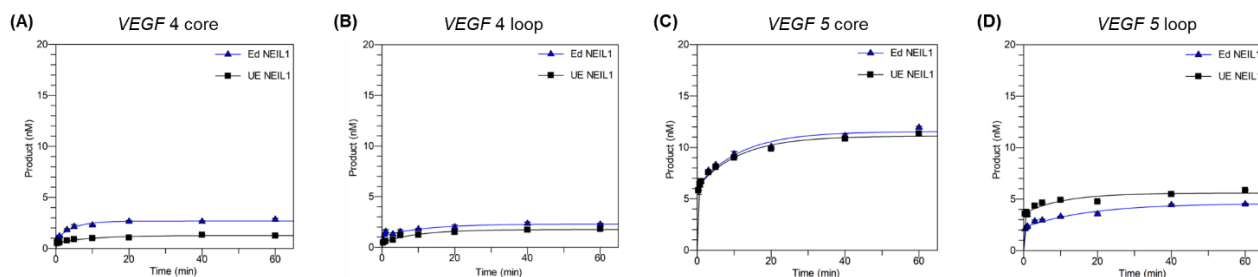 (A) VEGF 4 core
20
15
10
5
0
Product (nM)
0 20 40 60
Time (min)
Ed NEIL1
UE NEIL1
(B) VEGF 4 loop
20
15
10
5
0
Product (nM)
0 20 40 60
Time (min)
Ed NEIL1
UE NEIL1
(C) VEGF 5 core
20
15
10
5
0
Product (nM)
0 20 40 60
Time (min)
Ed NEIL1
UE NEIL1
(D) VEGF 5 loop
20
15
10
5
0
Product (nM)
0 20 40 60
Time (min)
Ed NEIL1
UE NEIL1